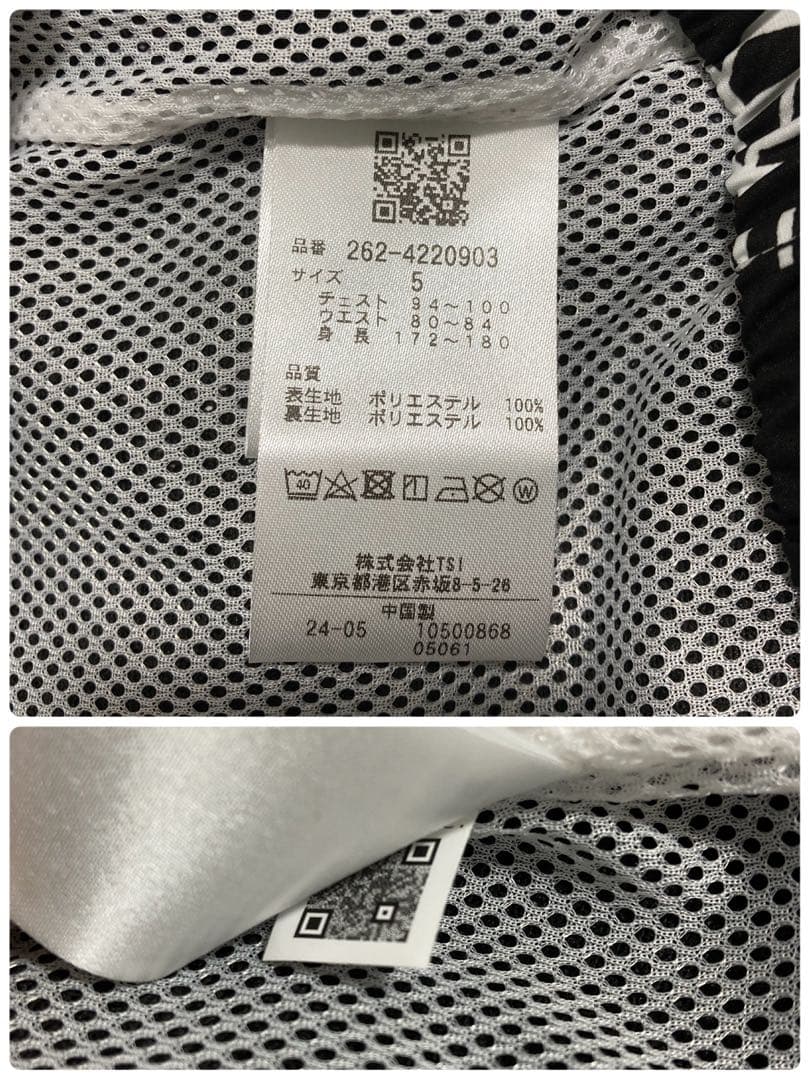 品番 262-4220903
サイズ 5
チェスト 94～100
ウエスト 80～84
身長 172～180
品質
表生地 ポリエステル 100%
裏生地 ポリエステル 100%
40
W
株式会社TSI
東京都港区赤坂8-5-26
中国製
24-05 10500868
05061